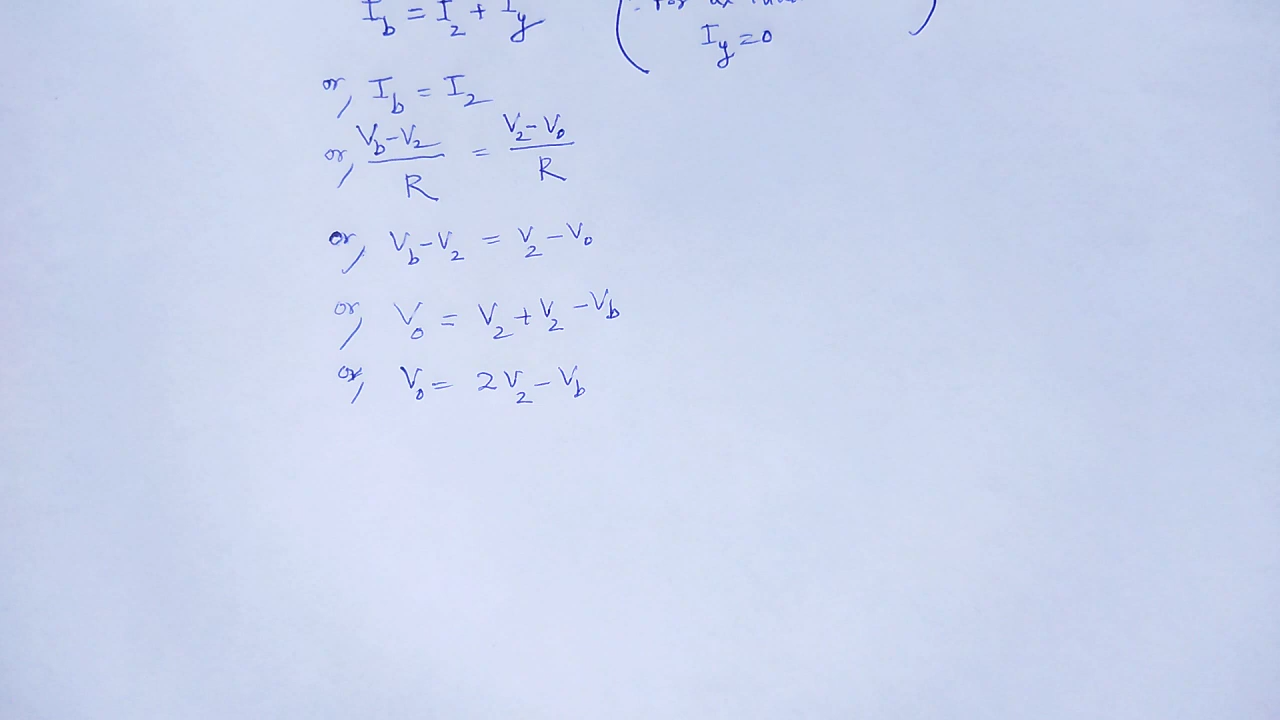 I_b = I_2 + I_y ( For
I_y = 0 )
or, I_b = I_2
or, (V_b - V_2)/R = (V_2 - V_0)/R
or, V_b - V_2 = V_2 - V_0
or, V_0 = V_2 + V_2 - V_b
or, V_0 = 2V_2 - V_b